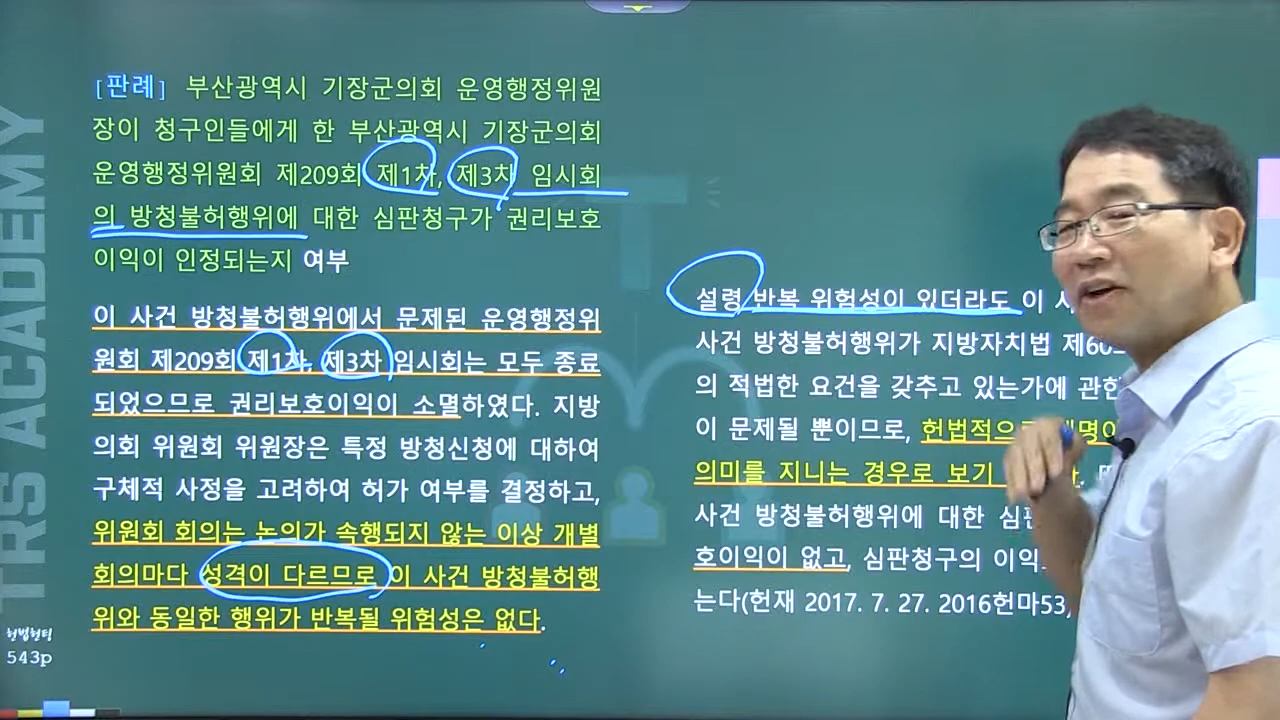 [판례] 부산광역시 기장군의회 운영행정위원
장이 청구인들에게 한 부산광역시 기장군의회
운영행정위원회 제209회 제1차, 제3차 임시회
의 방청불허행위에 대한 심판청구가 권리보호
이익이 인정되는지 여부
이 사건 방청불허행위에서 문제된 운영행정위
원회 제209회 제1차, 제3차 임시회는 모두 종료
되었으므로 권리보호이익이 소멸하였다. 지방
의회 위원회 위원장은 특정 방청신청에 대하여
구체적 사정을 고려하여 허가 여부를 결정하고,
위원회 회의는 논의가 속행되지 않는 이상 개별
회의마다 성격이 다르므로 이 사건 방청불허행
위와 동일한 행위가 반복될 위험성은 없다.
설령 반복 위험성이 있더라도 이
사건 방청불허행위가 지방자치법
의 적법한 요건을 갖추고 있는가에
이 문제될 뿐이므로,
의미를 지니는 경우로 보기
사건 방청불허행위에 대한
호이익이 없고, 심판청구의
는다(헌재 2017. 7. 27. 2016헌마53)
TRS ACADEMY
헌법헌팅
543p